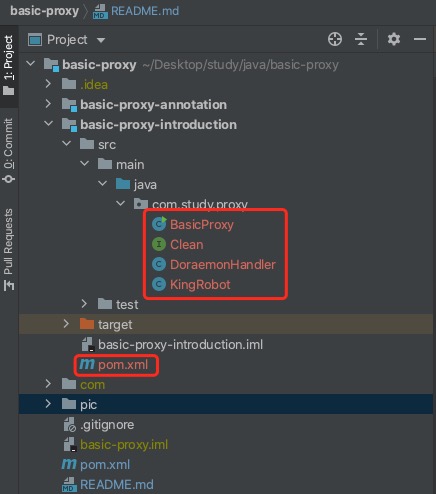 basic-proxy README.md
1: Project
0: Commit
Pull Requests
Project
basic-proxy ~/Desktop/study/java/basic-proxy
.idea
basic-proxy-annotation
basic-proxy-introduction
src
main
java
com.study.proxy
BasicProxy
Clean
DoraemonHandler
KingRobot
test
target
basic-proxy-introduction.iml
pom.xml
com
pic
.gitignore
basic-proxy.iml
pom.xml
README.md